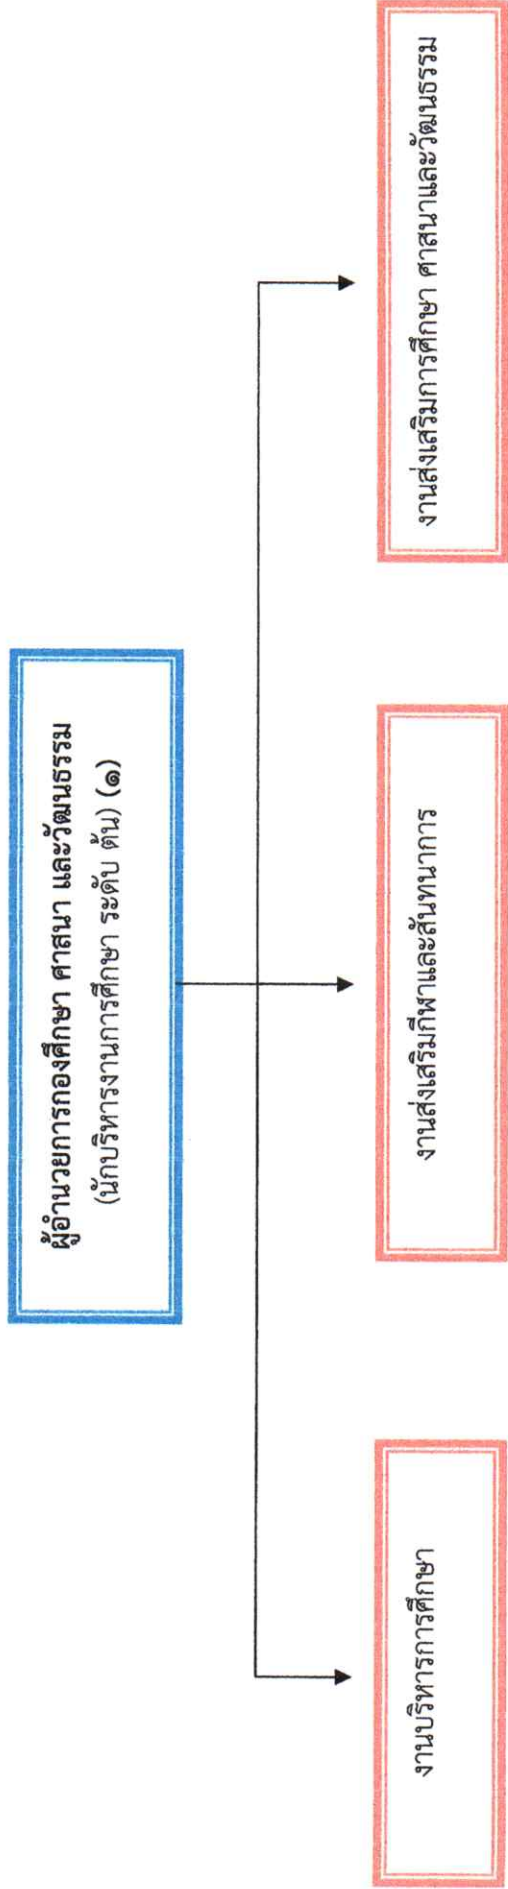 ผู้อำนวยการกองศึกษา ศาสนา และวัฒนธรรม
(นักบริหารงานการศึกษา ระดับ ต้น) (๑)
งานบริหารการศึกษา
งานส่งเสริมกีฬาและสันทนาการ
งานส่งเสริมการศึกษา ศาสนาและวัฒนธรรม